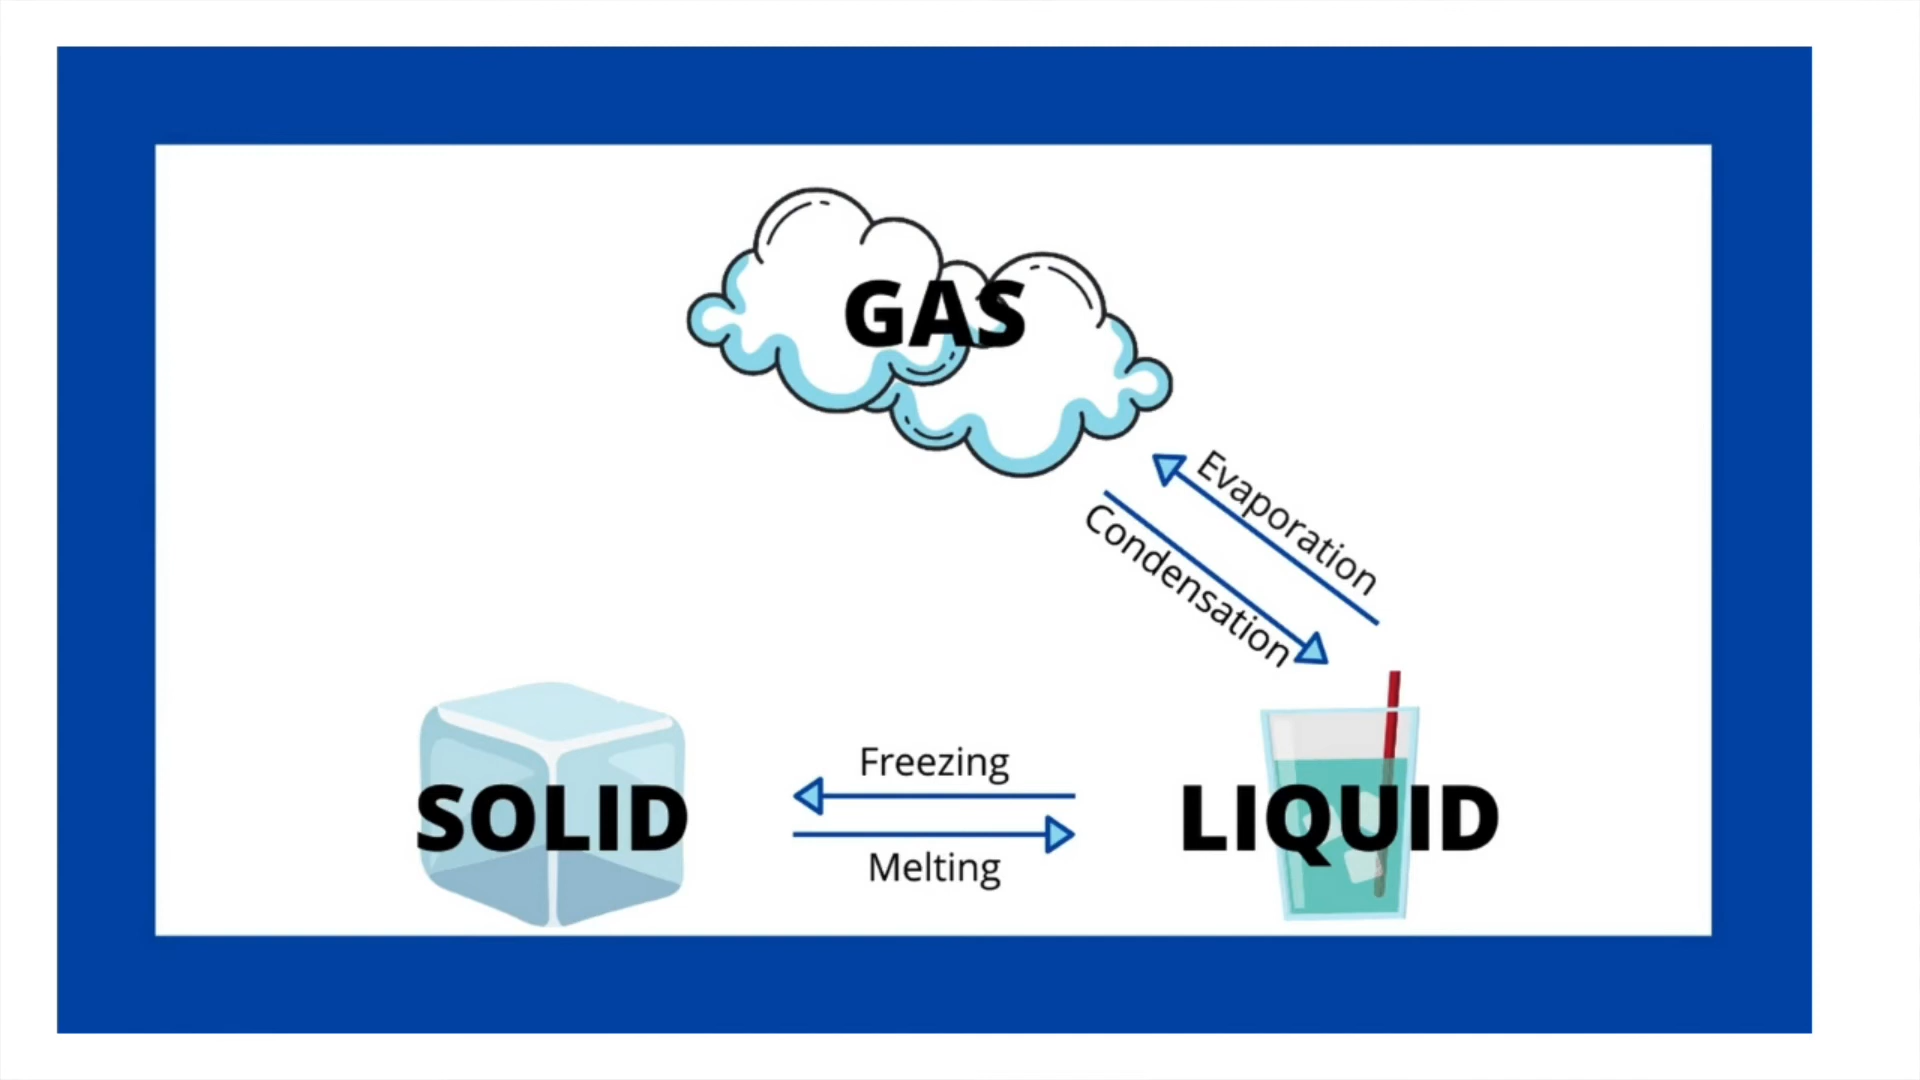 GAS
Evaporation
Condensation
Freezing
SOLID
LIQUID
Melting